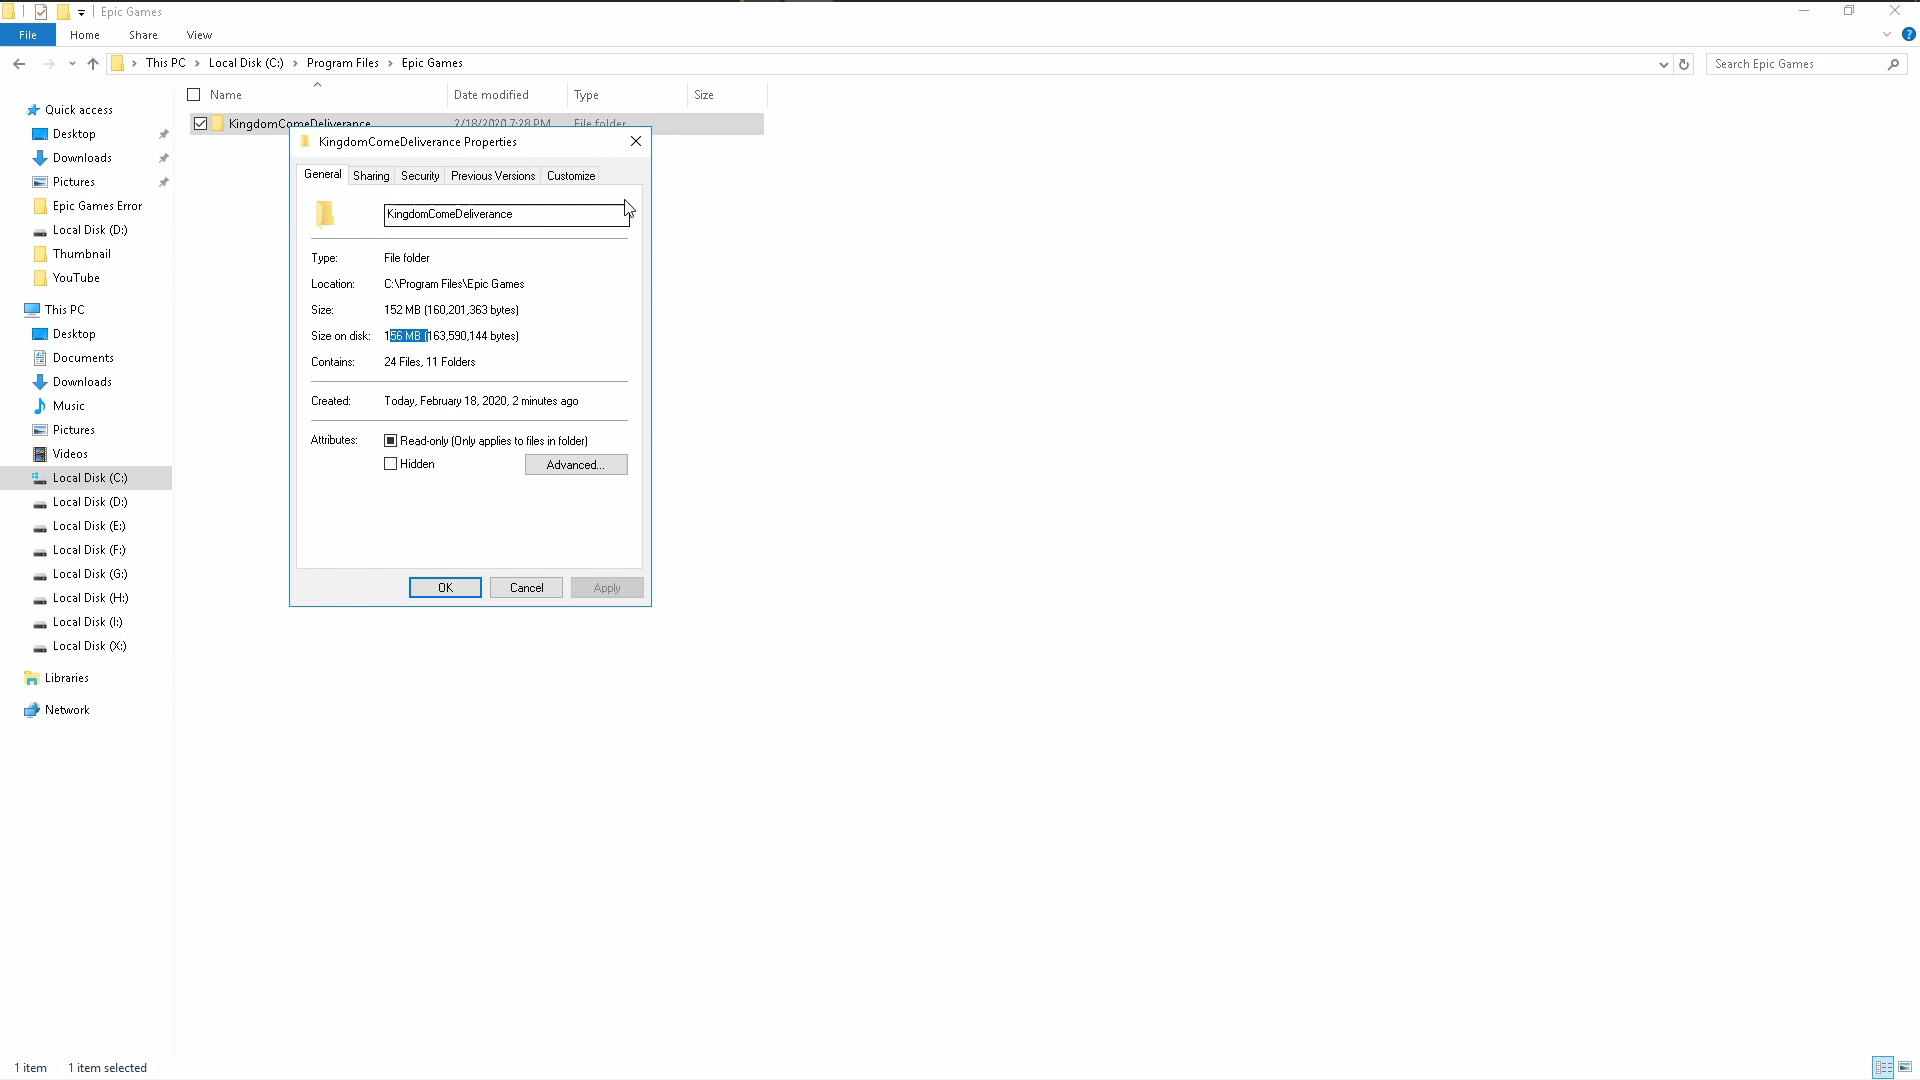 Epic Games
File Home Share View
This PC Local Disk (C:) Program Files Epic Games
Search Epic Games
Name Date modified Type Size
KingdomComeDeliverance 2/18/2020 7:28 PM File folder
Quick access
Desktop
Downloads
Pictures
Epic Games Error
Local Disk (D:)
Thumbnail
YouTube
This PC
Desktop
Documents
Downloads
Music
Pictures
Videos
Local Disk (C:)
Local Disk (D:)
Local Disk (E:)
Local Disk (F:)
Local Disk (G:)
Local Disk (H:)
Local Disk (I:)
Local Disk (X:)
Libraries
Network
KingdomComeDeliverance Properties
General Sharing Security Previous Versions Customize
KingdomComeDeliverance
Type: File folder
Location: C:\Program Files\Epic Games
Size: 152 MB (160,201,363 bytes)
Size on disk: 156 MB (163,590,144 bytes)
Contains: 24 Files, 11 Folders
Created: Today, February 18, 2020, 2 minutes ago
Attributes: Read-only (Only applies to files in folder)
Hidden Advanced...
OK Cancel Apply
1 item 1 item selected